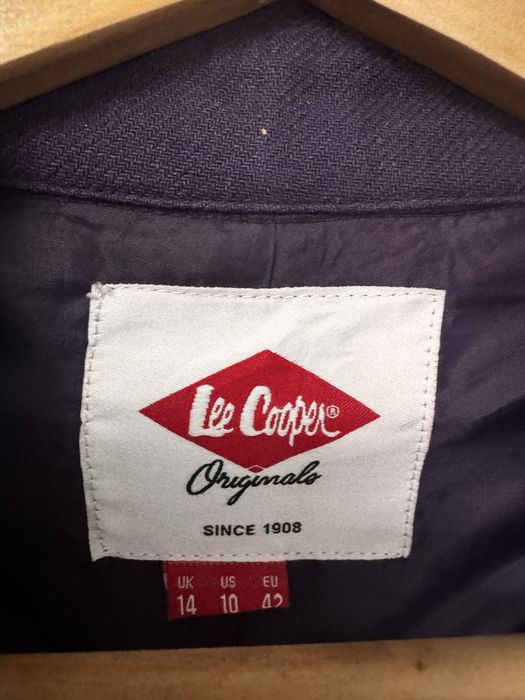 Lee Cooper®
Originals
SINCE 1908
UK US EU
14 10 42